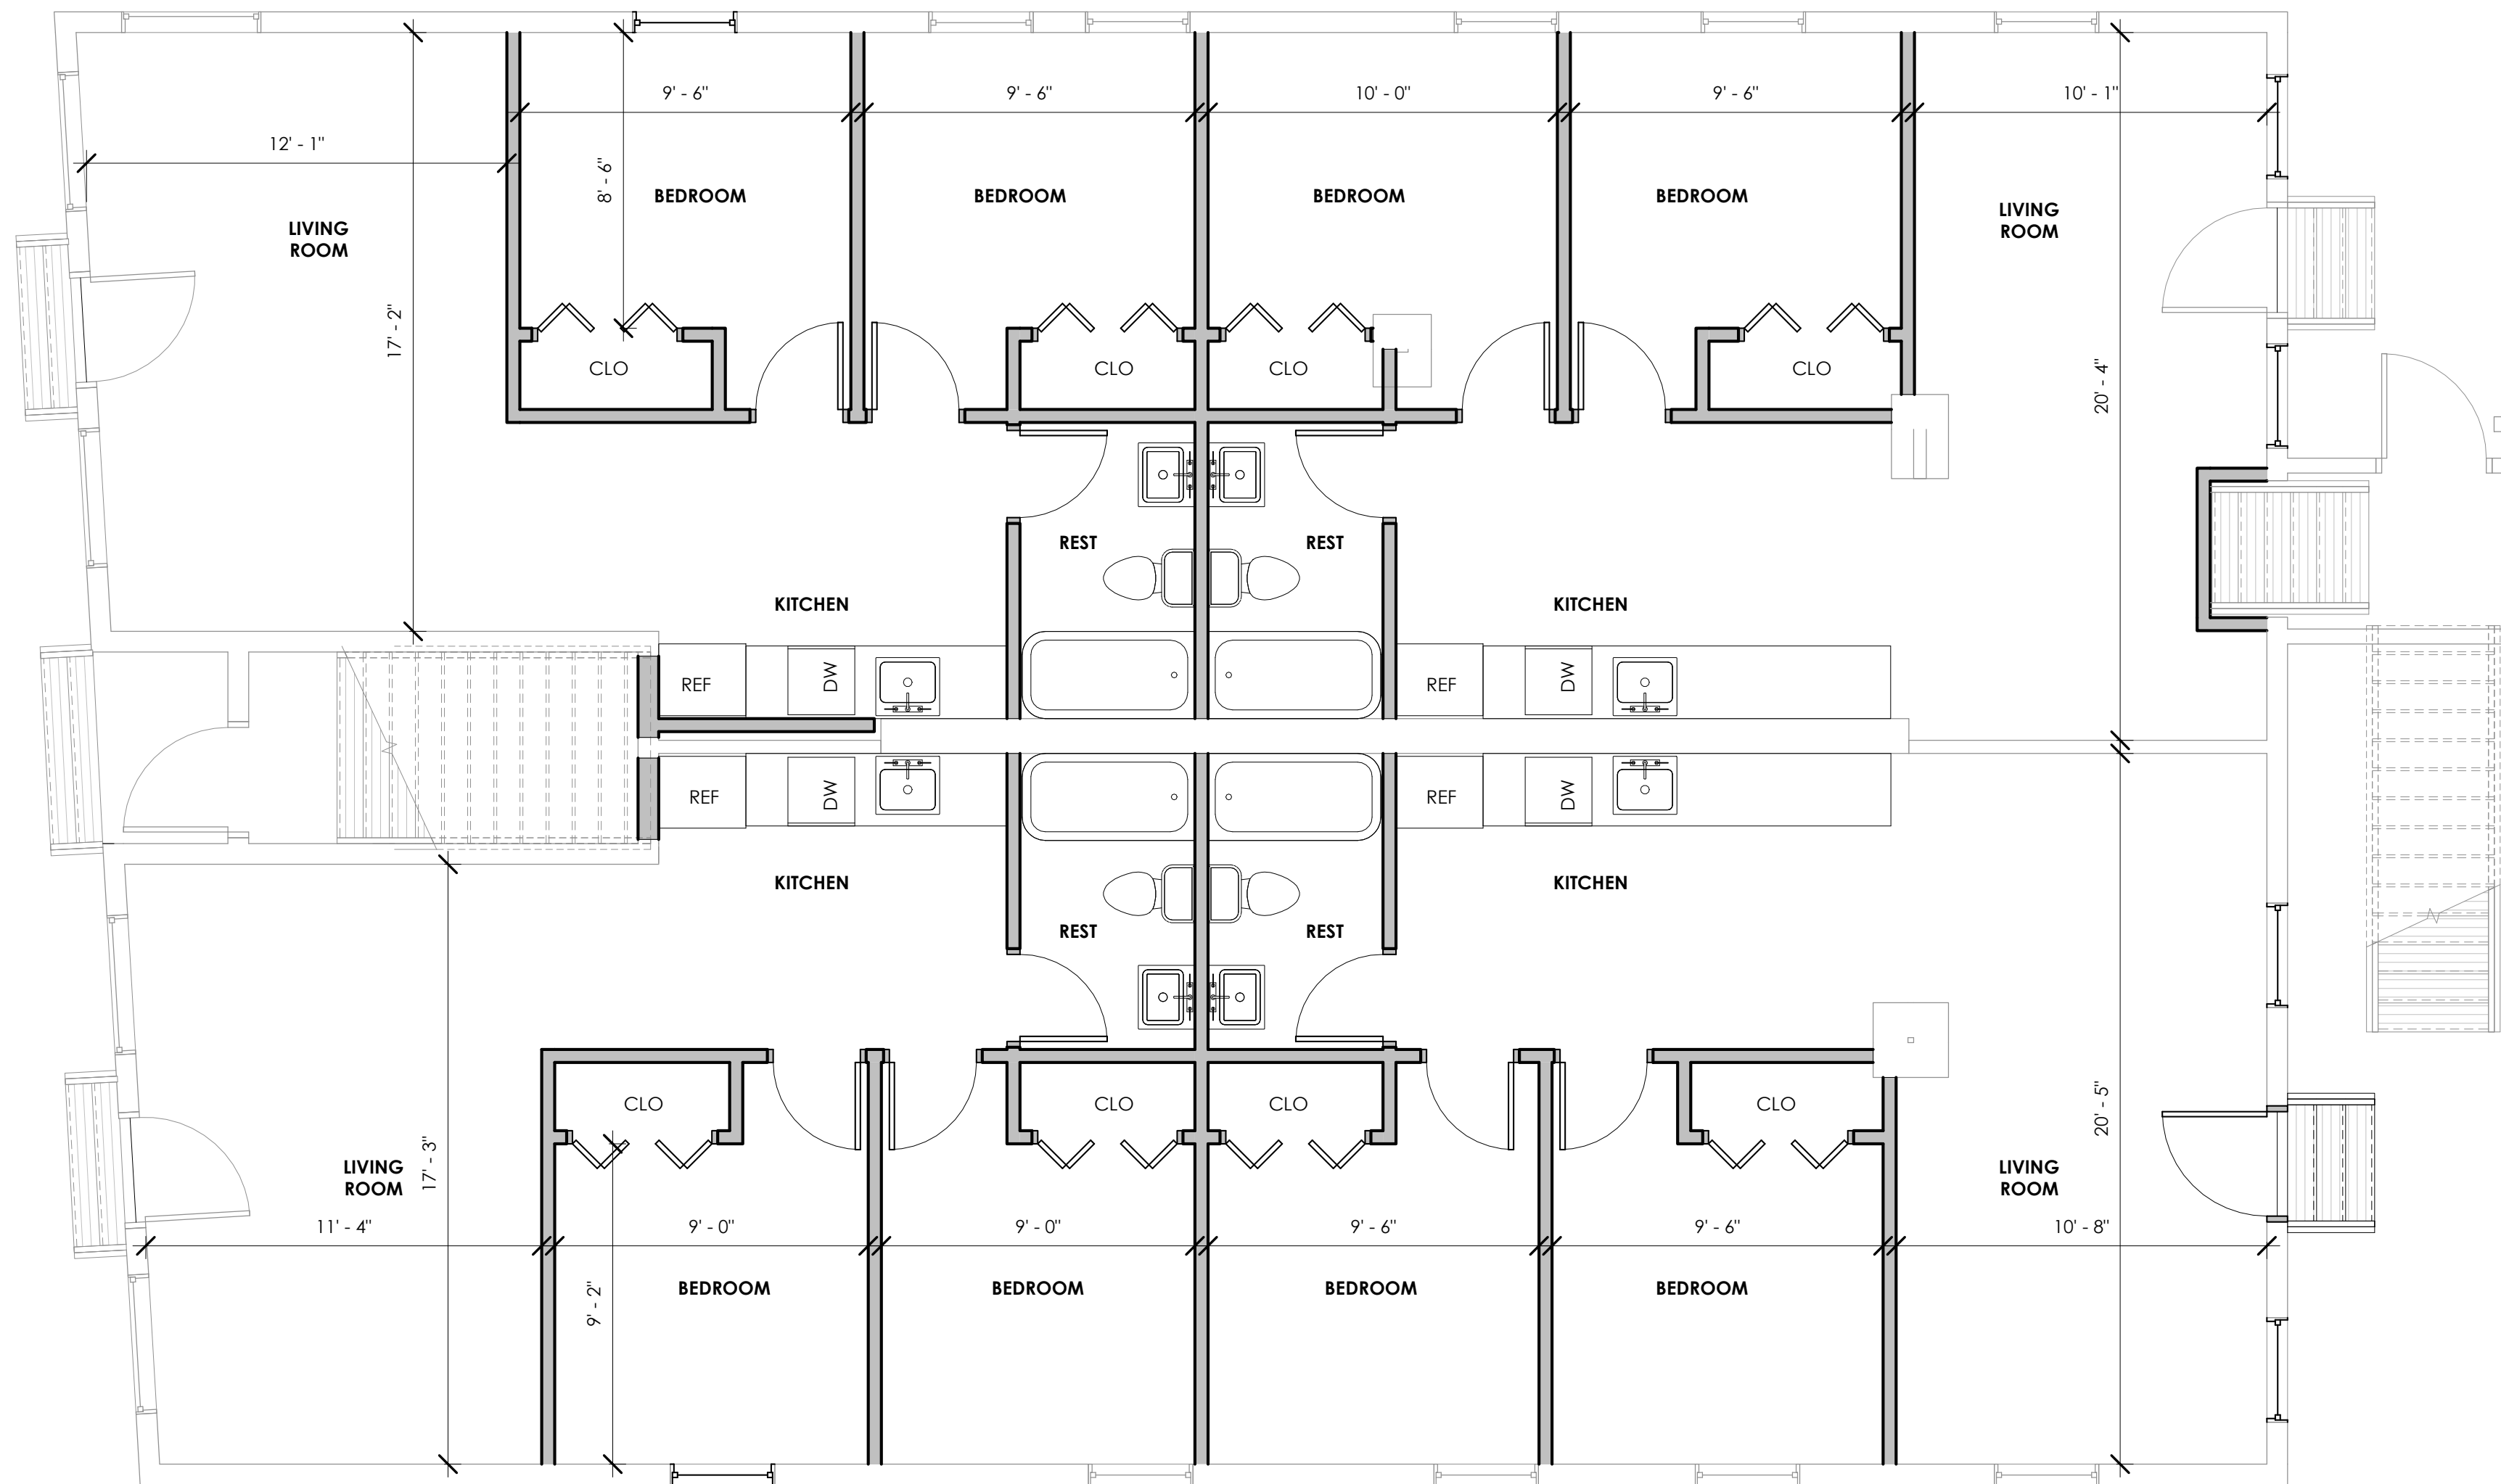 9' - 6"
9' - 6"
10' - 0"
9' - 6"
10' - 1"
12' - 1"
8' - 6"
BEDROOM
BEDROOM
BEDROOM
BEDROOM
LIVING
ROOM
LIVING
ROOM
17' - 2"
CLO
CLO
CLO
CLO
20' - 4"
REST
REST
KITCHEN
KITCHEN
REF
DW
REF
DW
REF
DW
REF
DW
KITCHEN
KITCHEN
REST
REST
CLO
CLO
CLO
CLO
20' - 5"
17' - 3"
LIVING
ROOM
LIVING
ROOM
11' - 4"
9' - 0"
9' - 0"
9' - 6"
9' - 6"
10' - 8"
9' - 2"
BEDROOM
BEDROOM
BEDROOM
BEDROOM